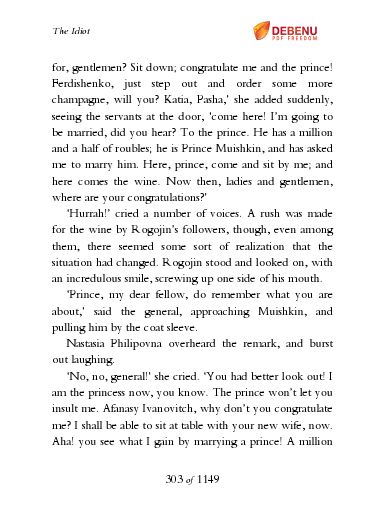 The Idiot
DEBENU
PDF FREEDOM
for, gentlemen? Sit down; congratulate me and the prince!
Ferdishenko, just step out and order some more
champagne, will you? Katia, Pasha,' she added suddenly,
seeing the servants at the door, 'come here! I'm going to
be married, did you hear? To the prince. He has a million
and a half of roubles; he is Prince Muishkin, and has asked
me to marry him. Here, prince, come and sit by me; and
here comes the wine. Now then, ladies and gentlemen,
where are your congratulations?'
'Hurrah!' cried a number of voices. A rush was made
for the wine by Rogojin's followers, though, even among
them, there seemed some sort of realization that the
situation had changed. Rogojin stood and looked on, with
an incredulous smile, screwing up one side of his mouth.
'Prince, my dear fellow, do remember what you are
about,' said the general, approaching Muishkin, and
pulling him by the coat sleeve.
Nastasia Philipovna overheard the remark, and burst
out laughing.
'No, no, general!' she cried. 'You had better look out! I
am the princess now, you know. The prince won't let you
insult me. Afanasy Ivanovitch, why don't you congratulate
me? I shall be able to sit at table with your new wife, now.
Aha! you see what I gain by marrying a prince! A million
303 of 1149